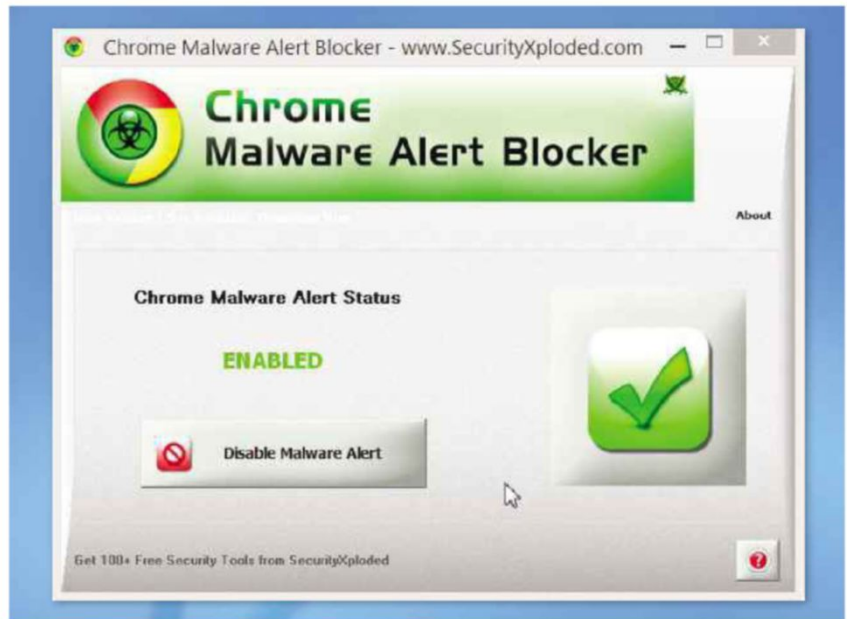 Chrome Malware Alert Blocker - www.SecurityXploded.com
Chrome
Malware Alert Blocker
About
Chrome Malware Alert Status
ENABLED
Disable Malware Alert
Get 100+ Free Security Tools from SecurityXploded